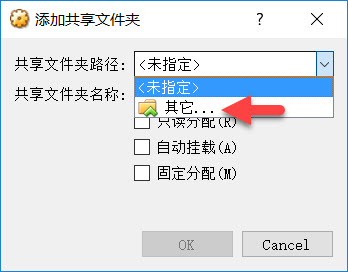 添加共享文件夹
?
共享文件夹路径: <未指定>
<未指定>
共享文件夹名称:
其它...
只读分配(R)
自动挂载(A)
固定分配(M)
OK Cancel